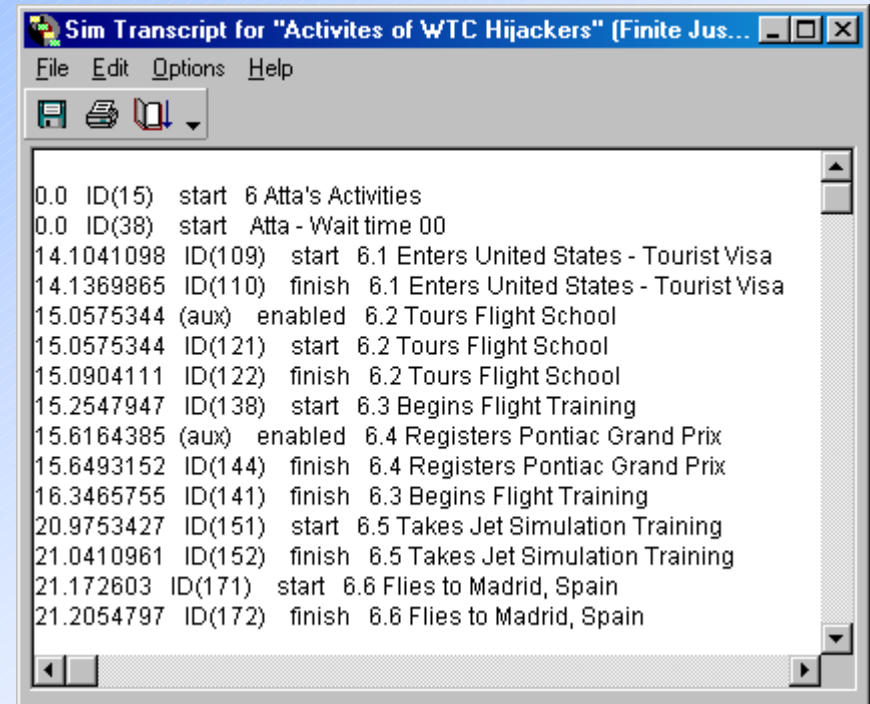 Sim Transcript for "Activites of WTC Hijackers" (Finite Jus...
File Edit Options Help
0.0 ID(15) start 6 Atta's Activities
0.0 ID(38) start Atta - Wait time 00
14.1041098 ID(109) start 6.1 Enters United States - Tourist Visa
14.1369865 ID(110) finish 6.1 Enters United States - Tourist Visa
15.0575344 (aux) enabled 6.2 Tours Flight School
15.0575344 ID(121) start 6.2 Tours Flight School
15.0904111 ID(122) finish 6.2 Tours Flight School
15.2547947 ID(138) start 6.3 Begins Flight Training
15.6164385 (aux) enabled 6.4 Registers Pontiac Grand Prix
15.6493152 ID(144) finish 6.4 Registers Pontiac Grand Prix
16.3465755 ID(141) finish 6.3 Begins Flight Training
20.9753427 ID(151) start 6.5 Takes Jet Simulation Training
21.0410961 ID(152) finish 6.5 Takes Jet Simulation Training
21.172603 ID(171) start 6.6 Flies to Madrid, Spain
21.2054797 ID(172) finish 6.6 Flies to Madrid, Spain